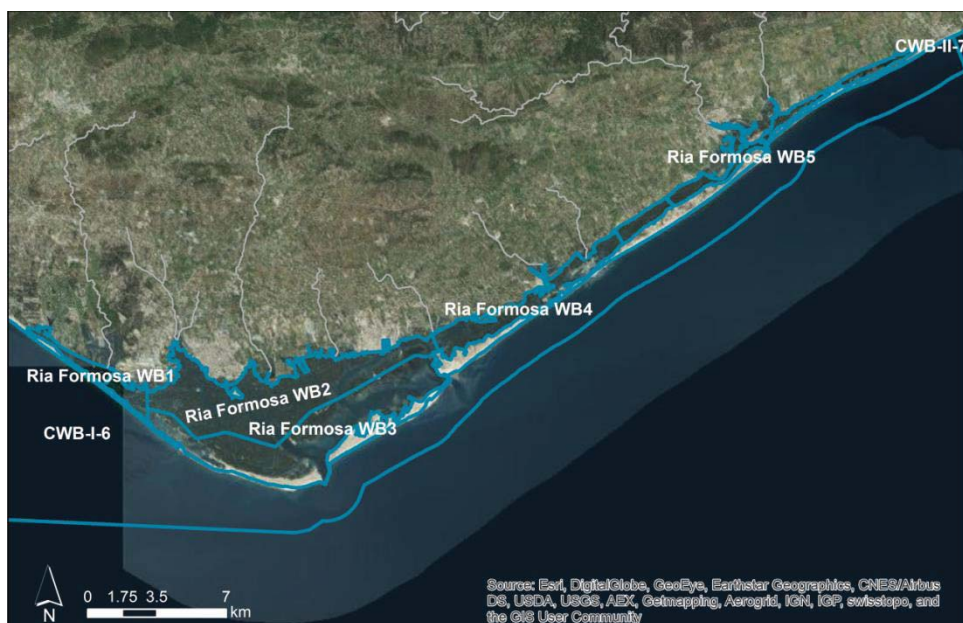 CWB-II-7
Ria Formosa WB5
Ria Formosa WB4
Ria Formosa WB1
Ria Formosa WB2
Ria Formosa WB3
CWB-I-6
N
0 1.75 3.5 7
km
Source: Esri, DigitalGlobe, GeoEye, Earthstar Geographics, CNES/Airbus
DS, USDA, USGS, AEX, Getmapping, Aerogrid, IGN, IGP, swisstopo, and
the GIS User Community